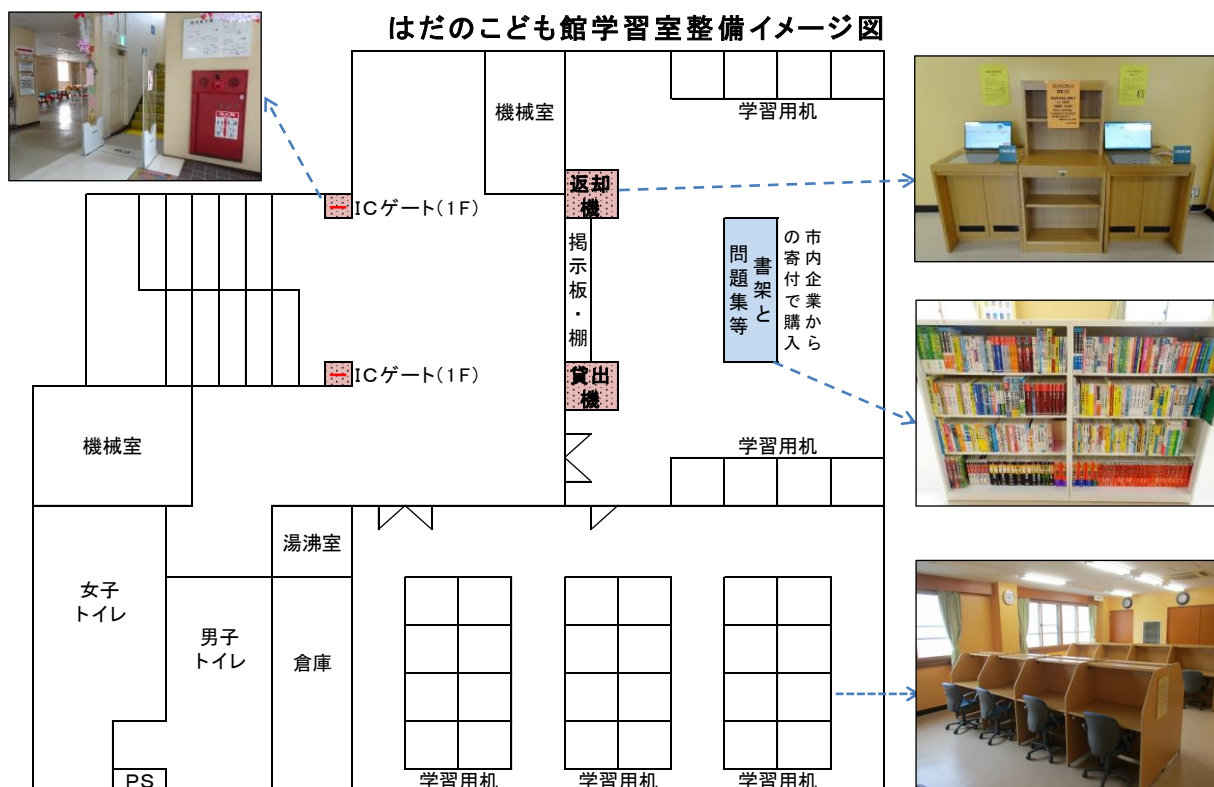 はだのこども館学習室整備イメージ図
機械室
学習用机
返却
機
ICゲート(1F)
掲示板・棚
書架と
問題集等
市内企業から
の寄付で購入
ICゲート(1F)
貸出
機
機械室
学習用机
湯沸室
女子
トイレ
男子
トイレ
倉庫
PS
学習用机
学習用机
学習用机